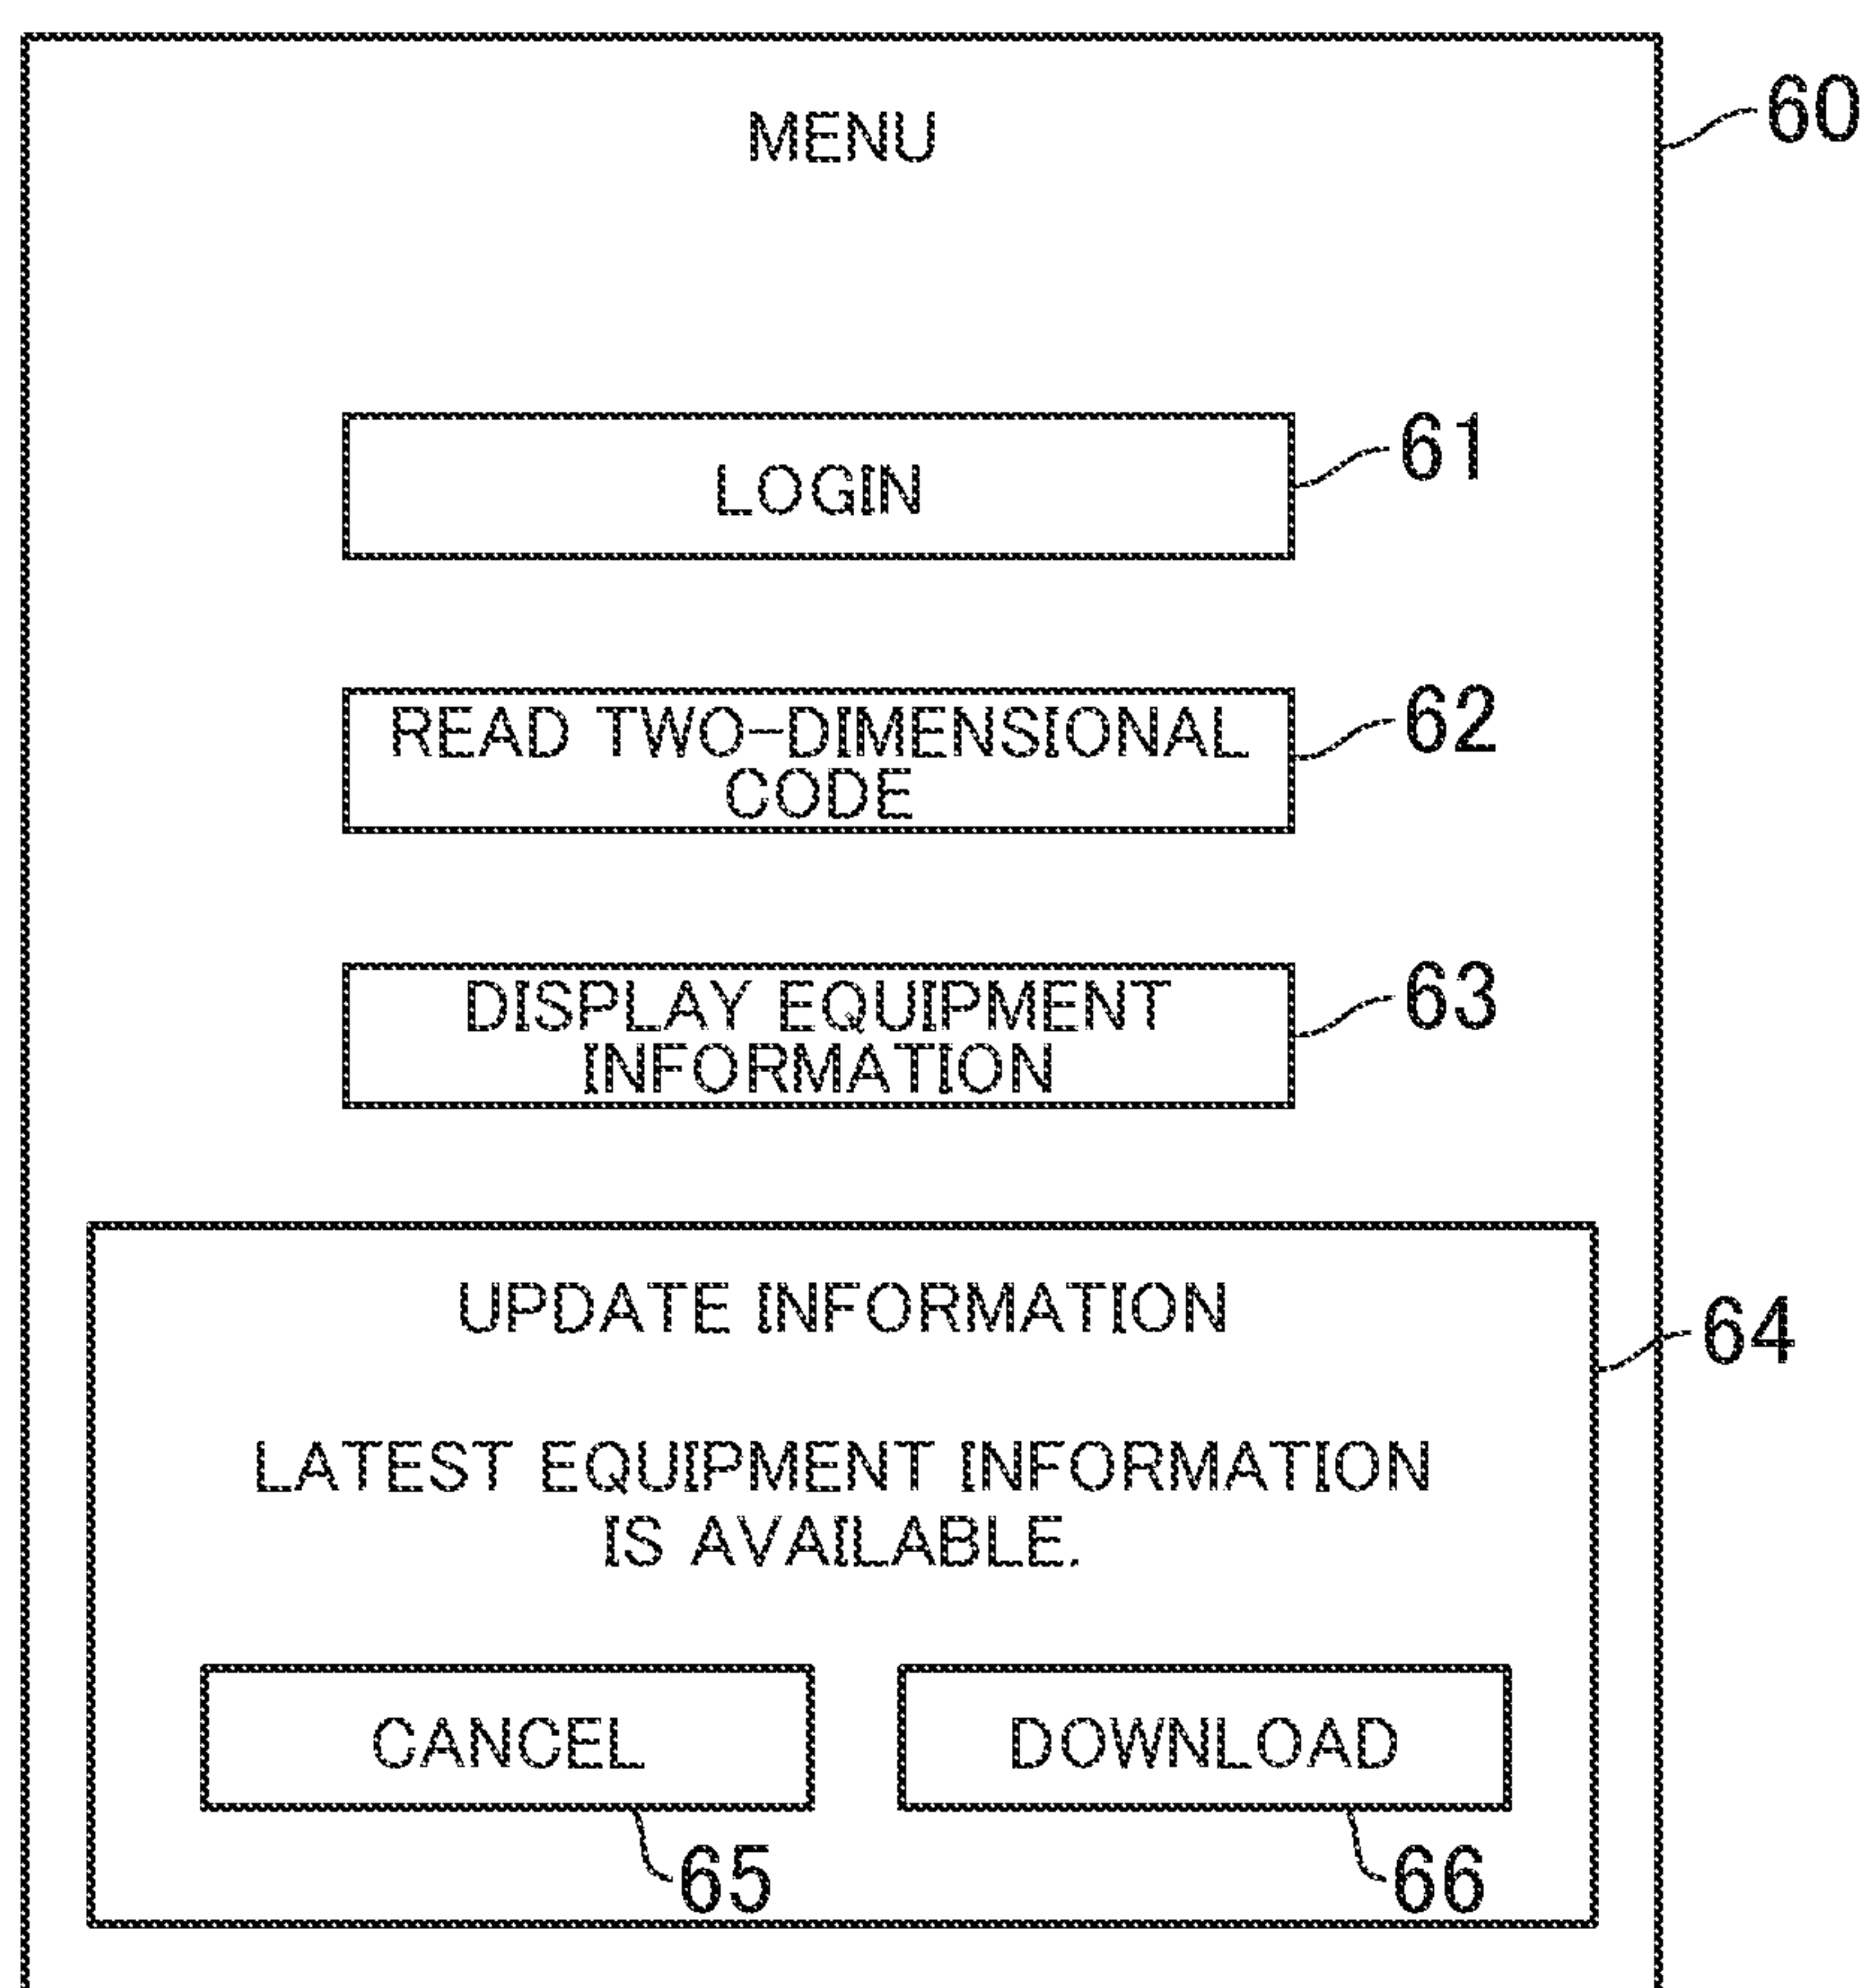 MENU
60
LOGIN
61
READ TWO-DIMENSIONAL
CODE
62
DISPLAY EQUIPMENT
INFORMATION
63
UPDATE INFORMATION
64
LATEST EQUIPMENT INFORMATION
IS AVAILABLE.
CANCEL
DOWNLOAD
65
66